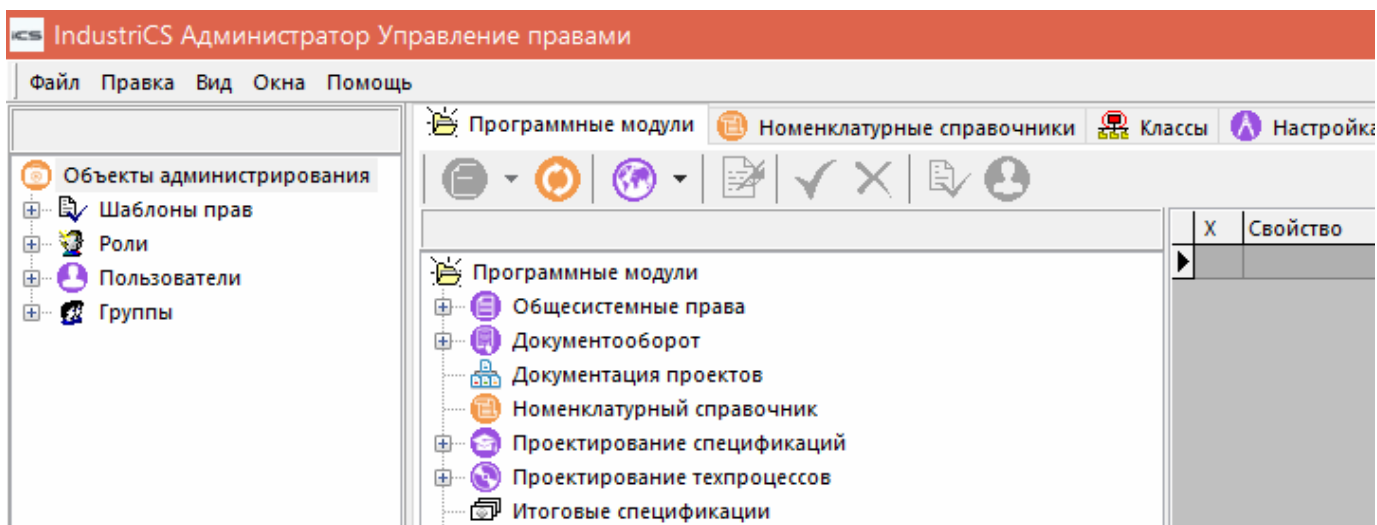 iCS IndustriCS Администратор Управление правами
Файл Правка Вид Окна Помощь
Программные модули Номенклатурные справочники Классы Настройка
Объекты администрирования
Шаблоны прав
Роли
Пользователи
Группы
X Свойство
Программные модули
Общесистемные права
Документооборот
Документация проектов
Номенклатурный справочник
Проектирование спецификаций
Проектирование техпроцессов
Итоговые спецификации